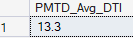 PMTD_Avg_DTI
1 13.3